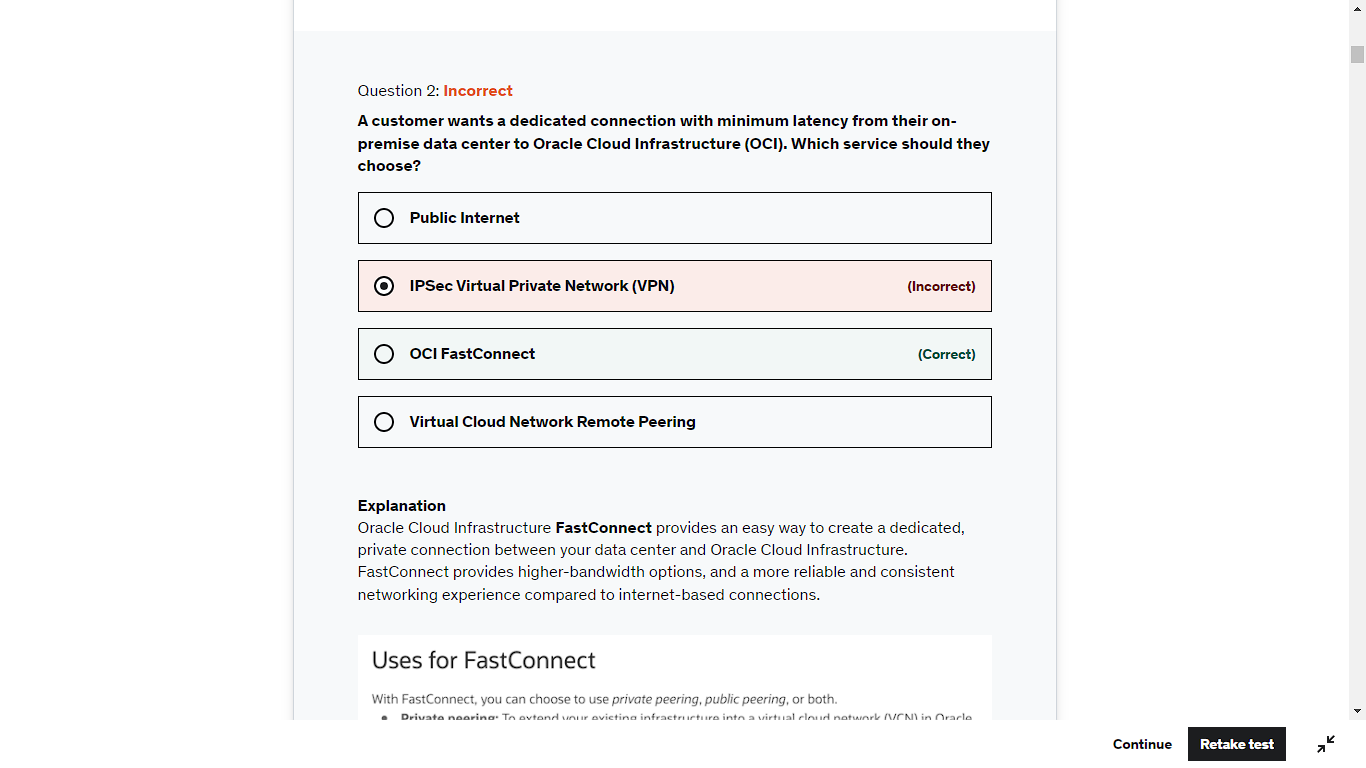 Question 2: Incorrect
A customer wants a dedicated connection with minimum latency from their on-
premise data center to Oracle Cloud Infrastructure (OCI). Which service should they
choose?
Public Internet
IPSec Virtual Private Network (VPN) (Incorrect)
OCI FastConnect (Correct)
Virtual Cloud Network Remote Peering
Explanation
Oracle Cloud Infrastructure FastConnect provides an easy way to create a dedicated,
private connection between your data center and Oracle Cloud Infrastructure.
FastConnect provides higher-bandwidth options, and a more reliable and consistent
networking experience compared to internet-based connections.
Uses for FastConnect
With FastConnect, you can choose to use private peering, public peering, or both.
• Private peering: To extend your existing infrastructure into a virtual cloud network (VCN) in Oracle
Continue Retake test